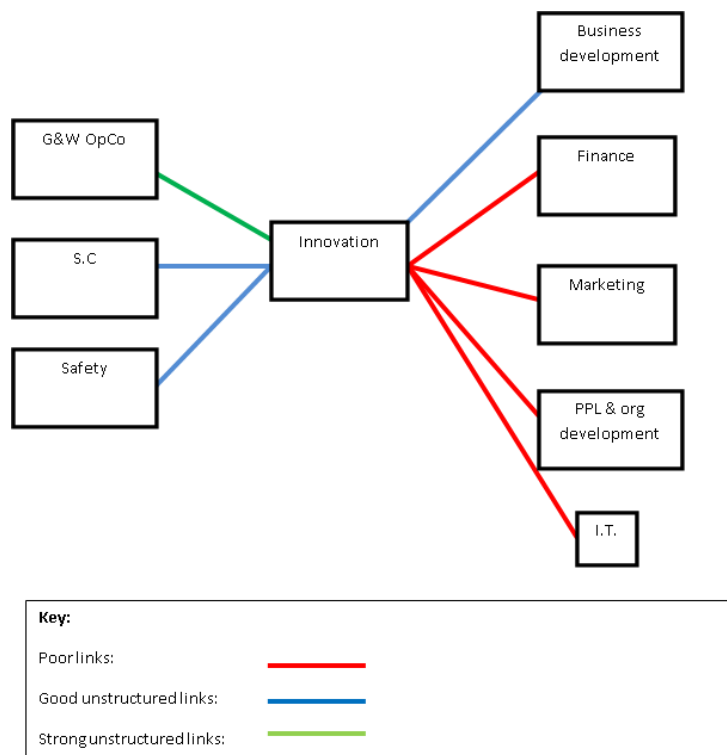 Business
development
G&W OpCo
Finance
Innovation
S.C
Marketing
Safety
PPL & org
development
I.T.
Key:
Poor links:
Good unstructured links:
Strong unstructured links: